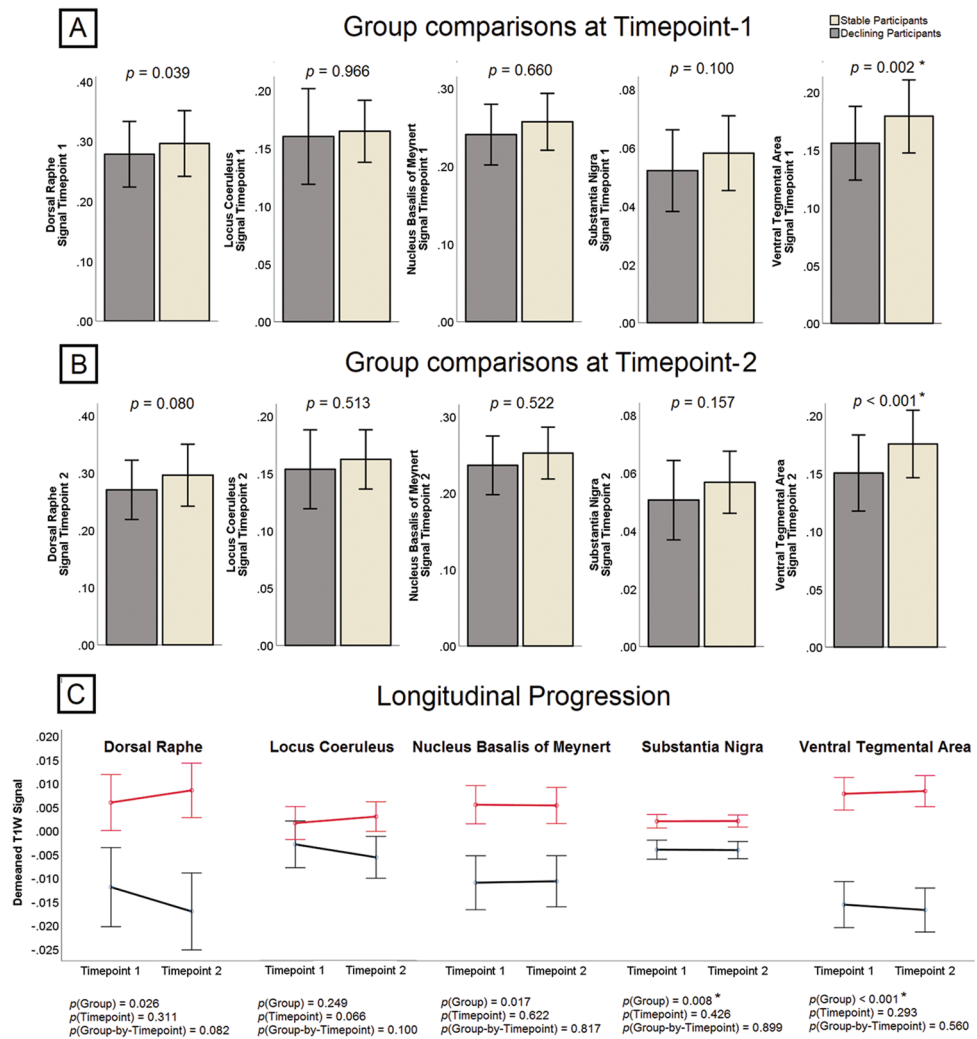 A
Group comparisons at Timepoint-1
Stable Participants
Declining Participants
p = 0.039
.40
.30
.20
.10
.00
Dorsal Raphe
Signal Timepoint 1
p = 0.966
.20
.15
.10
.05
.00
Locus Coeruleus
Signal Timepoint 1
p = 0.660
.30
.20
.10
.00
Nucleus Basalis of Meynert
Signal Timepoint 1
p = 0.100
.08
.06
.04
.02
.00
Substantia Nigra
Signal Timepoint 1
p = 0.002 *
.20
.15
.10
.05
.00
Ventral Tegmental Area
Signal Timepoint 1
B
Group comparisons at Timepoint-2
p = 0.080
.40
.30
.20
.10
.00
Dorsal Raphe
Signal Timepoint 2
p = 0.513
.20
.15
.10
.05
.00
Locus Coeruleus
Signal Timepoint 2
p = 0.522
.30
.20
.10
.00
Nucleus Basalis of Meynert
Signal Timepoint 2
p = 0.157
.08
.06
.04
.02
.00
Substantia Nigra
Signal Timepoint 2
p < 0.001 *
.20
.15
.10
.05
.00
Ventral Tegmental Area
Signal Timepoint 2
C
Longitudinal Progression
Demeaned T1W Signal
.020
.015
.010
.005
.000
-.005
-.010
-.015
-.020
-.025
Dorsal Raphe
Timepoint 1 Timepoint 2
p(Group) = 0.026
p(Timepoint) = 0.311
p(Group-by-Timepoint) = 0.082
Locus Coeruleus
Timepoint 1 Timepoint 2
p(Group) = 0.249
p(Timepoint) = 0.066
p(Group-by-Timepoint) = 0.100
Nucleus Basalis of Meynert
Timepoint 1 Timepoint 2
p(Group) = 0.017
p(Timepoint) = 0.622
p(Group-by-Timepoint) = 0.817
Substantia Nigra
Timepoint 1 Timepoint 2
p(Group) = 0.008 *
p(Timepoint) = 0.426
p(Group-by-Timepoint) = 0.899
Ventral Tegmental Area
Timepoint 1 Timepoint 2
p(Group) < 0.001 *
p(Timepoint) = 0.293
p(Group-by-Timepoint) = 0.560